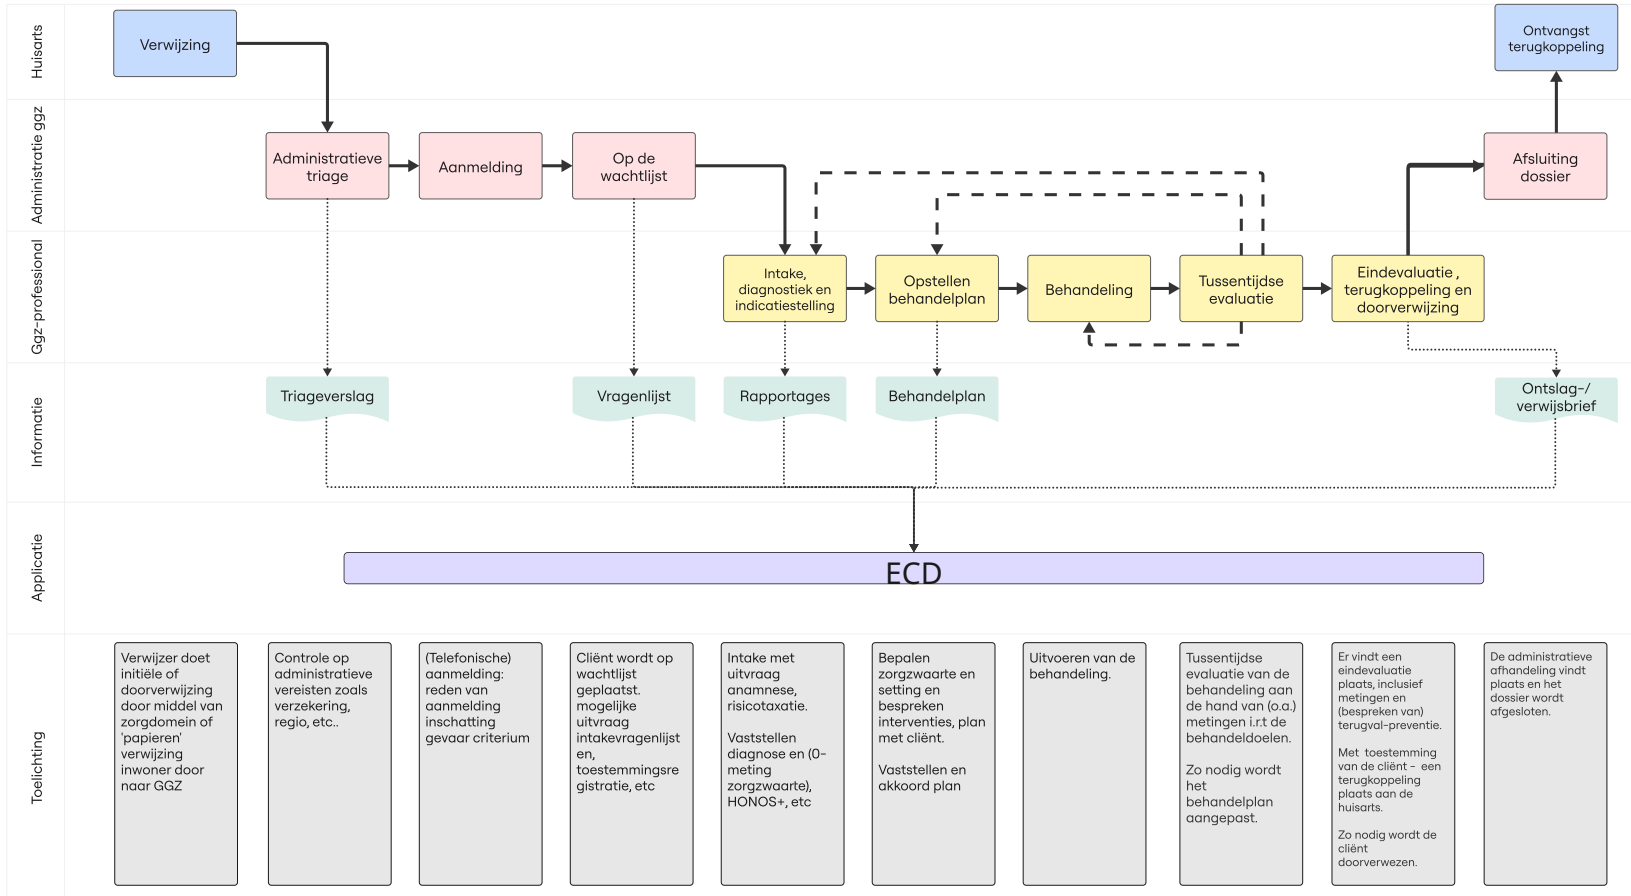 Huisarts
Verwijzing
Ontvangst
terugkoppeling
Administratie ggz
Administratieve
triage
Aanmelding
Op de
wachtlijst
Afsluiting
dossier
Ggz-professional
Intake,
diagnostiek en
indicatiestelling
Opstellen
behandelplan
Behandeling
Tussentijdse
evaluatie
Eindevaluatie ,
terugkoppeling en
doorverwijzing
Informatie
Triageverslag
Vragenlijst
Rapportages
Behandelplan
Ontslag-/
verwijsbrief
Applicatie
ECD
Toelichting
Verwijzer doet
initiële of
doorverwijzing
door middel van
zorgdomein of
'papieren'
verwijzing
inwoner door
naar GGZ
Controle op
administratieve
vereisten zoals
verzekering,
regio, etc..
(Telefonische)
aanmelding:
reden van
aanmelding
inschatting
gevaar criterium
Cliënt wordt op
wachtlijst
geplaatst.
mogelijke
uitvraag
intakevragenlijst
en,
toestemmingsre
gistratie, etc
Intake met
uitvraag
anamnese,
risicotaxatie.
Vaststellen
diagnose en (0-
meting
zorgzwaarte),
HONOS+, etc
Bepalen
zorgzwaarte en
setting en
bespreken
interventies, plan
met cliënt.
Vaststellen en
akkoord plan
Uitvoeren van de
behandeling.
Tussentijdse
evaluatie van de
behandeling aan
de hand van (o.a.)
metingen i.r.t de
behandeldoelen.
Zo nodig wordt
het
behandelplan
aangepast.
Er vindt een
eindevaluatie
plaats, inclusief
metingen en
(bespreken van)
terugval-preventie.
Met  toestemming
van de cliënt -  een
terugkoppeling
plaats aan de
huisarts.
Zo nodig wordt de
cliënt
doorverwezen.
De administratieve
afhandeling vindt
plaats en het
dossier wordt
afgesloten.